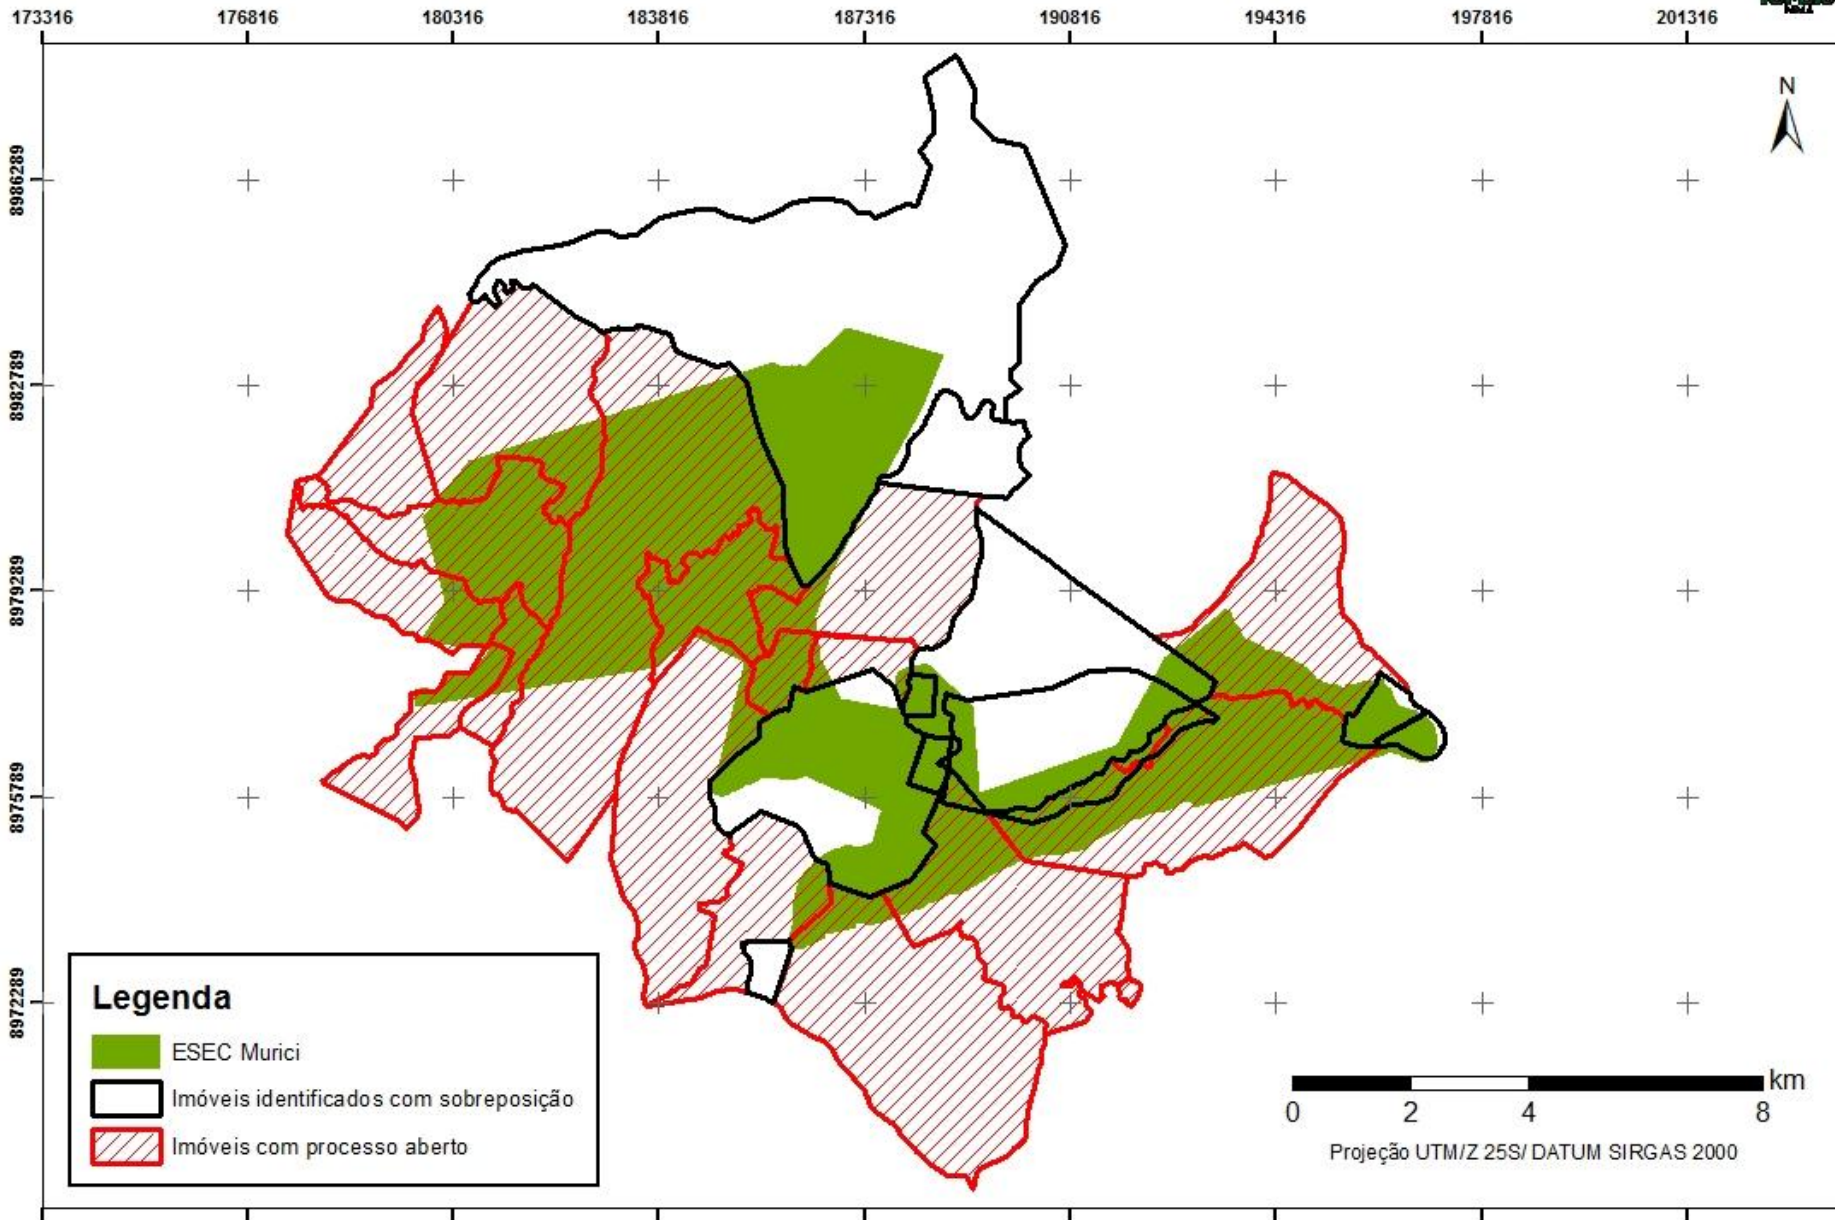 173316 176816 180316 183816 187316 190816 194316 197816 201316
N
8986289
8982789
8979289
8975789
8972289
Legenda
ESEC Murici
Imóveis identificados com sobreposição
Imóveis com processo aberto
km
0 2 4 8
Projeção UTM/Z 25S/ DATUM SIRGAS 2000